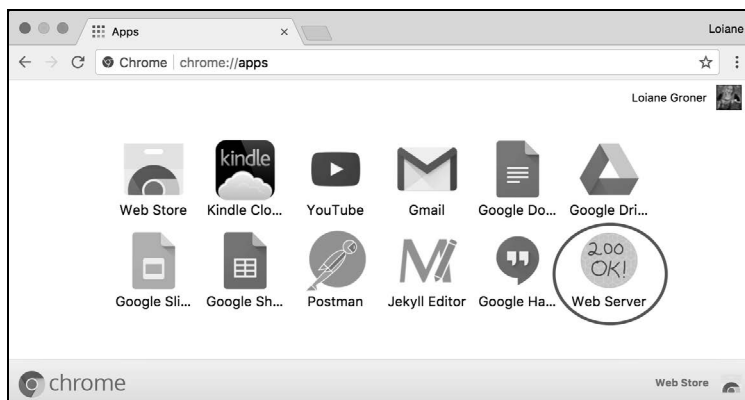 Apps
Loiane
Chrome chrome://apps
Loiane Groner
kindle
Web Store Kindle Clo... YouTube Gmail Google Do... Google Dri...
200
OK!
Google Sli... Google Sh... Postman Jekyll Editor Google Ha... Web Server
chrome
Web Store